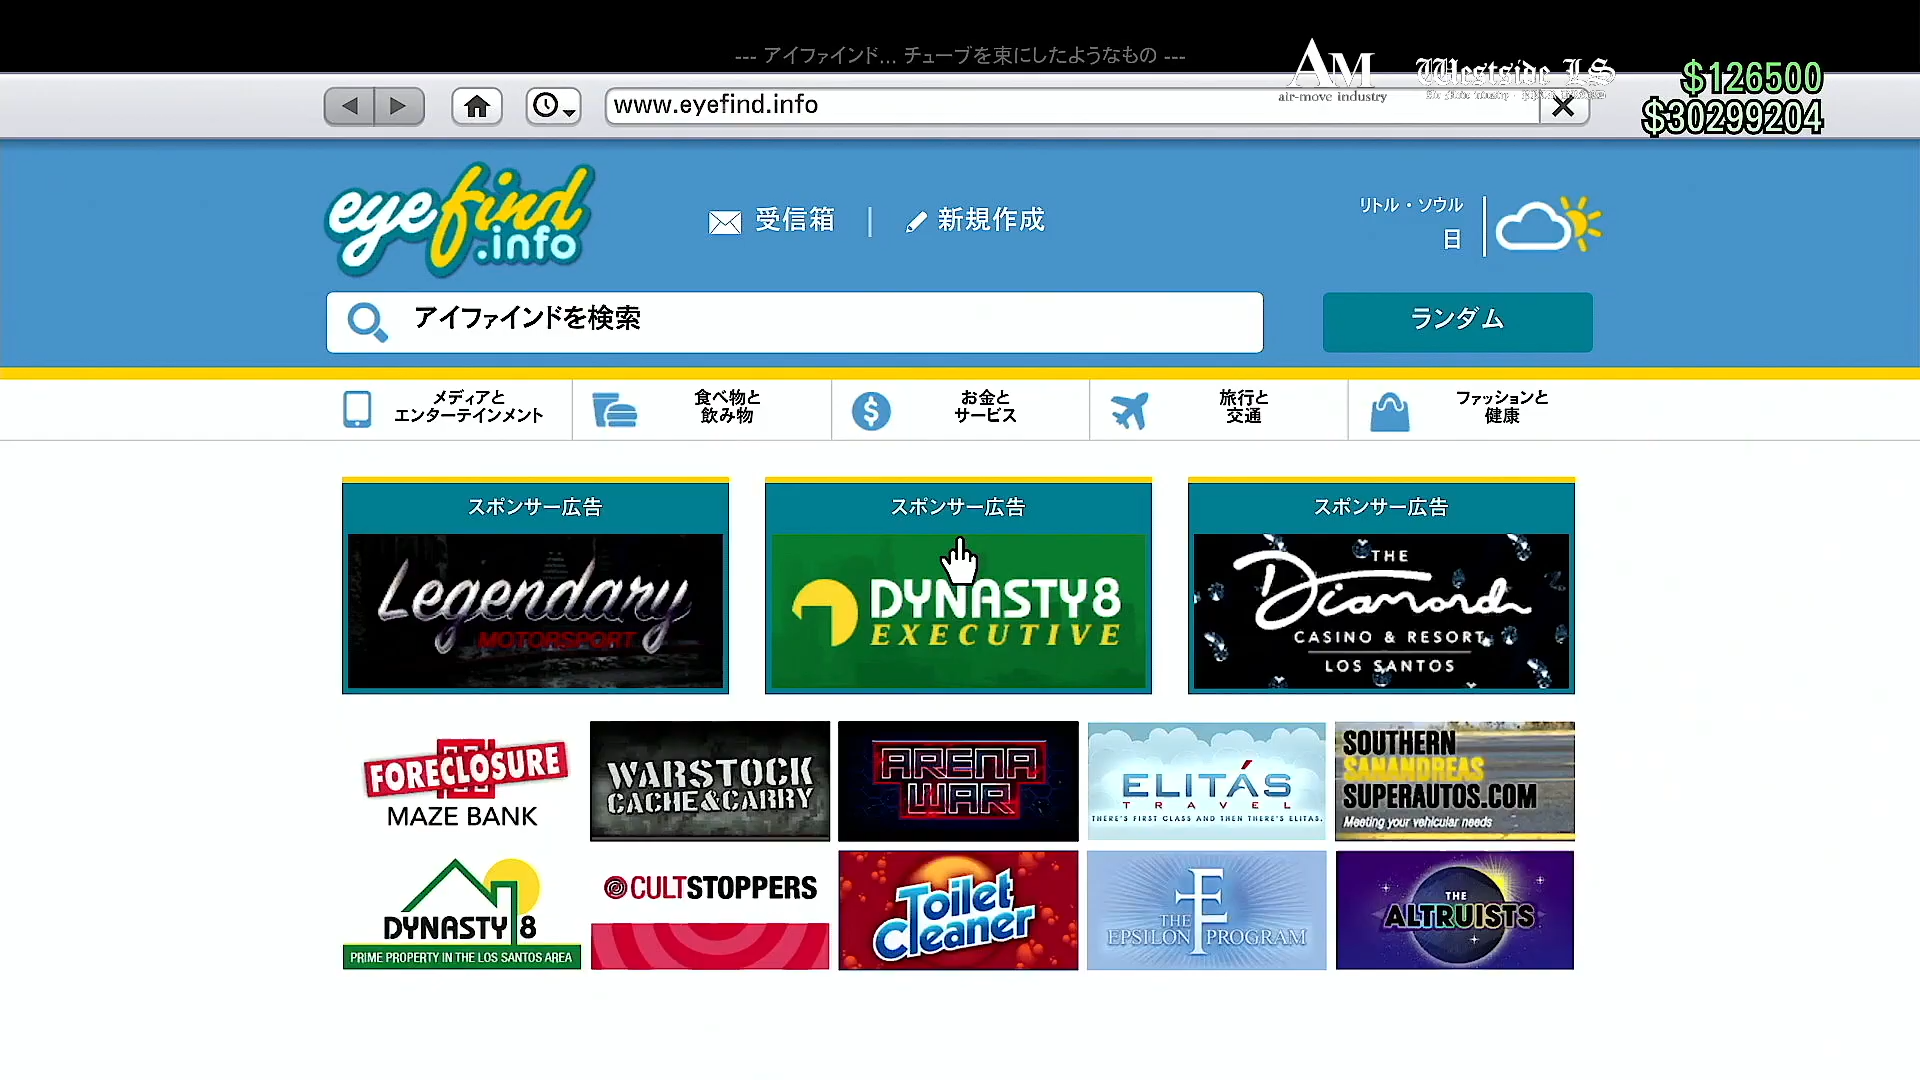 --- アイファインド... チューブを束にしたようなもの ---
AM
air-move industry
Westside LS
$126500
$30299204
www.eyefind.info
eyefind
.info
受信箱
新規作成
リトル・ソウル
日
アイファインドを検索
ランダム
メディアと
エンターテインメント
食べ物と
飲み物
お金と
サービス
旅行と
交通
ファッションと
健康
スポンサー広告
Legendary
MOTORSPORT
スポンサー広告
DYNASTY 8
EXECUTIVE
スポンサー広告
THE
Diamond
CASINO & RESORT
LOS SANTOS
FORECLOSURE
MAZE BANK
WARSTOCK
CACHE&CARRY
ARENA
WAR
ELITÁS
TRAVEL
THERE'S FIRST CLASS AND THEN THERE'S ELITAS.
SOUTHERN
SANANDREAS
SUPERAUTOS.COM
Meeting your vehicular needs
DYNASTY 8
PRIME PROPERTY IN THE LOS SANTOS AREA
CULTSTOPPERS
Toilet
Cleaner
THE
EPSILON PROGRAM
THE
ALTRUISTS